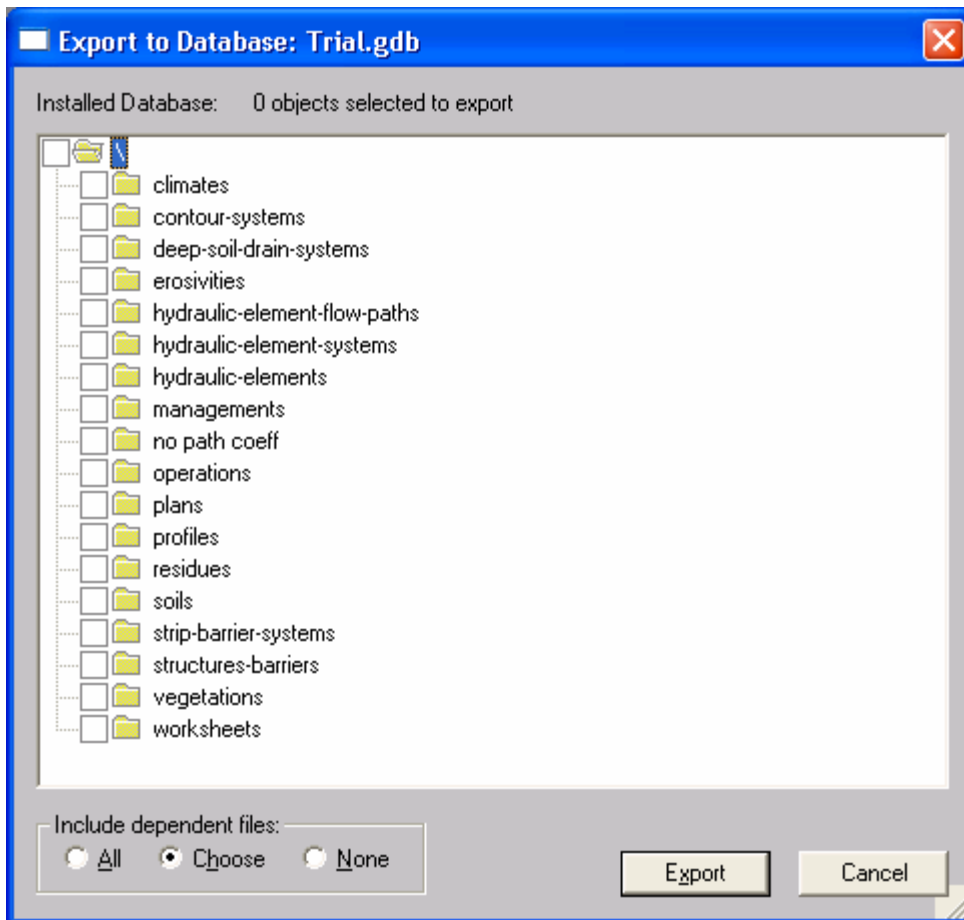 Export to Database: Trial.gdb
Installed Database: 0 objects selected to export
\
climates
contour-systems
deep-soil-drain-systems
erosivities
hydraulic-element-flow-paths
hydraulic-element-systems
hydraulic-elements
managements
no path coeff
operations
plans
profiles
residues
soils
strip-barrier-systems
structures-barriers
vegetations
worksheets
Include dependent files:
All Choose None
Export Cancel